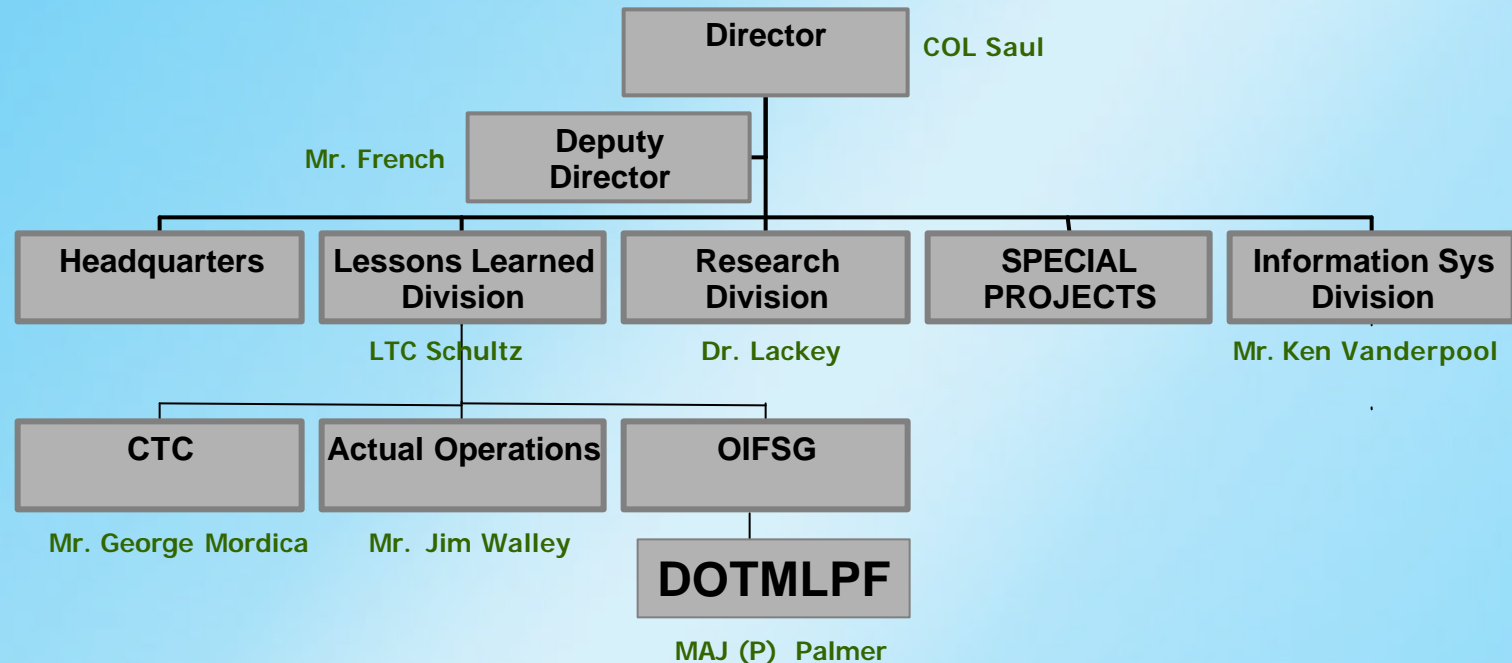 Director
COL Saul
Mr. French
Deputy
Director
Headquarters
Lessons Learned
Division
LTC Schultz
Research
Division
Dr. Lackey
SPECIAL
PROJECTS
Information Sys
Division
Mr. Ken Vanderpool
CTC
Mr. George Mordica
Actual Operations
Mr. Jim Walley
OIFSG
DOTMLPF
MAJ (P) Palmer